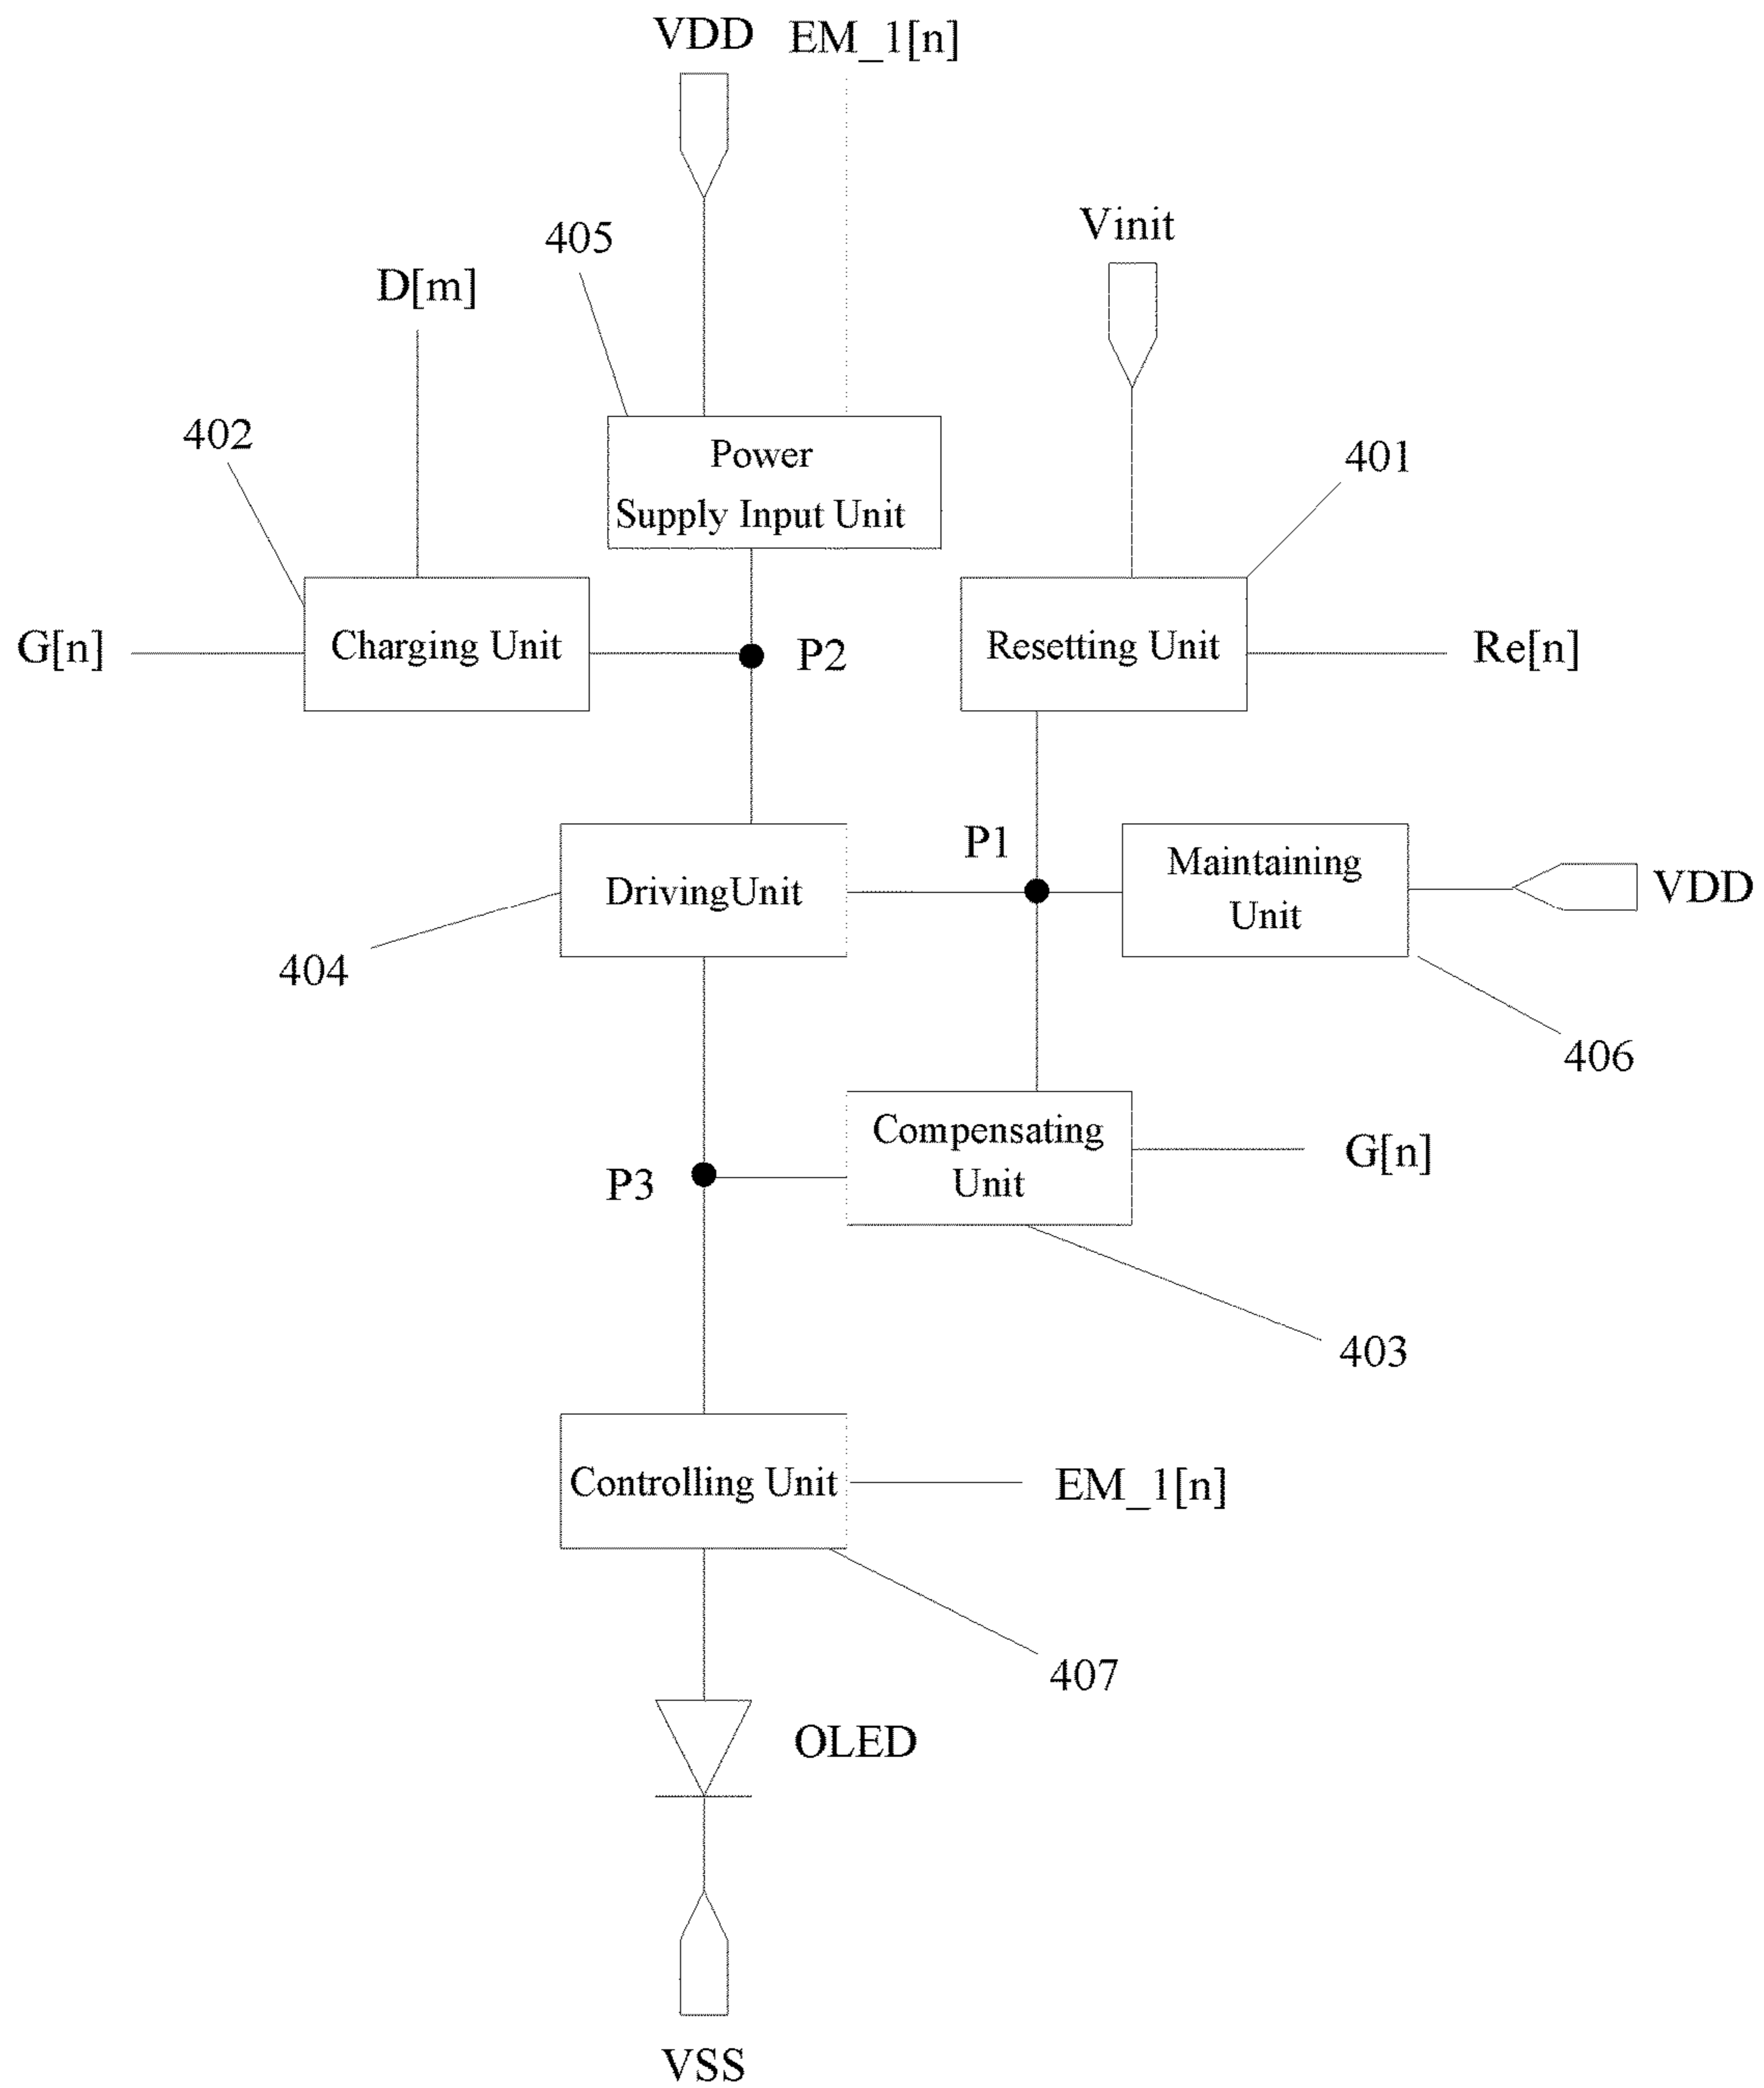 VDD
EM_1[n]
Vinit
405
D[m]
402
401
Power
Supply Input Unit
G[n]
Charging Unit
P2
Resetting Unit
Re[n]
P1
DrivingUnit
Maintaining
Unit
VDD
404
406
Compensating
Unit
G[n]
P3
403
Controlling Unit
EM_1[n]
407
OLED
VSS